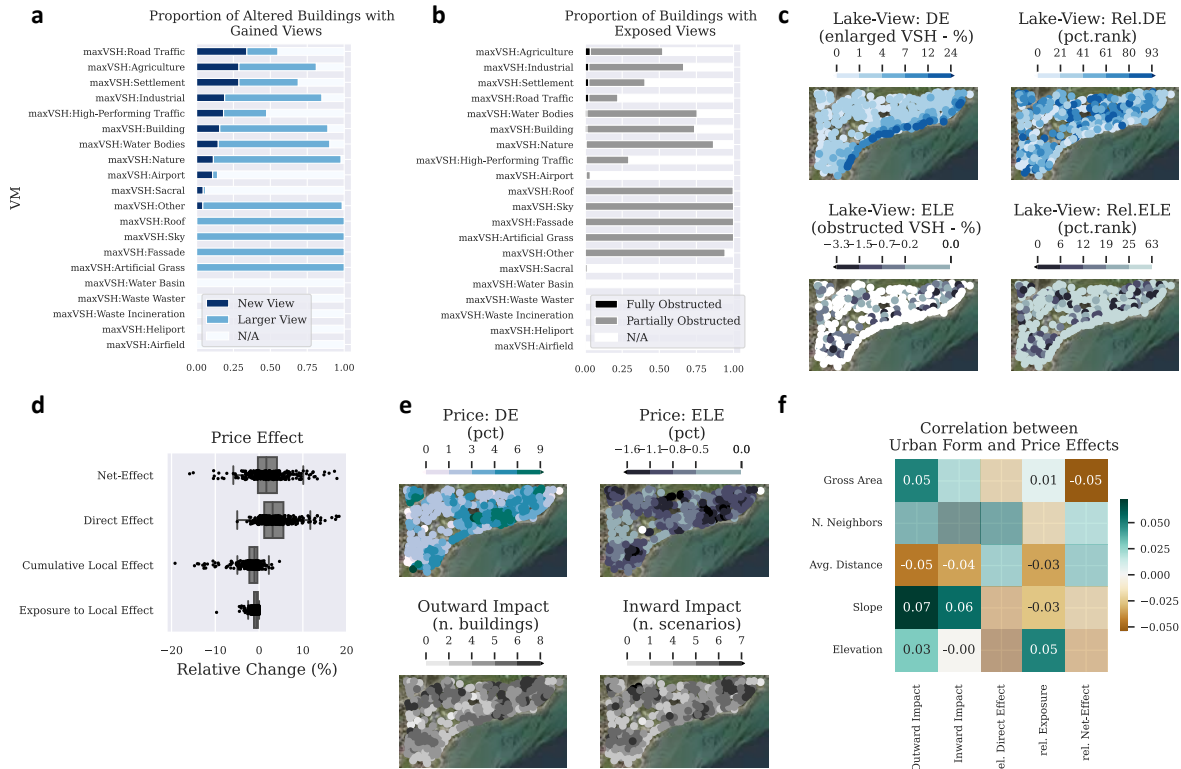 a
Proportion of Altered Buildings with
Gained Views
VM
maxVSH:Road Traffic
maxVSH:Agriculture
maxVSH:Settlement
maxVSH:Industrial
maxVSH:High-Performing Traffic
maxVSH:Building
maxVSH:Water Bodies
maxVSH:Nature
maxVSH:Airport
maxVSH:Sacral
maxVSH:Other
maxVSH:Roof
maxVSH:Sky
maxVSH:Fassade
maxVSH:Artificial Grass
maxVSH:Water Basin
maxVSH:Waste Waster
maxVSH:Waste Incineration
maxVSH:Heliport
maxVSH:Airfield
New View
Larger View
N/A
0.00 0.25 0.50 0.75 1.00
b
Proportion of Buildings with
Exposed Views
maxVSH:Agriculture
maxVSH:Industrial
maxVSH:Settlement
maxVSH:Road Traffic
maxVSH:Water Bodies
maxVSH:Building
maxVSH:Nature
maxVSH:High-Performing Traffic
maxVSH:Airport
maxVSH:Roof
maxVSH:Sky
maxVSH:Fassade
maxVSH:Artificial Grass
maxVSH:Other
maxVSH:Sacral
maxVSH:Water Basin
maxVSH:Waste Waster
maxVSH:Waste Incineration
maxVSH:Heliport
maxVSH:Airfield
Fully Obstructed
Partially Obstructed
N/A
0.00 0.25 0.50 0.75 1.00
c
Lake-View: DE
(enlarged VSH - %)
0 1 4 7 12 24
Lake-View: Rel.DE
(pct.rank)
0 21 41 61 80 93
Lake-View: ELE
(obstructed VSH - %)
−3.3−1.5−0.7−0.2 0.0
Lake-View: Rel.ELE
(pct.rank)
0 6 12 19 25 63
d
Price Effect
Net-Effect
Direct Effect
Cumulative Local Effect
Exposure to Local Effect
−20 −10 0 10 20
Relative Change (%)
e
Price: DE
(pct)
0 1 3 4 6 9
Price: ELE
(pct)
−1.6−1.1−0.8−0.5 0.0
Outward Impact
(n. buildings)
0 2 4 5 6 8
Inward Impact
(n. scenarios)
0 1 4 5 6 7
f
Correlation between
Urban Form and Price Effects
Gross Area
N. Neighbors
Avg. Distance
Slope
Elevation
0.05 0.01 -0.05
-0.05 -0.04 -0.03
0.07 0.06 -0.03
0.03 -0.00 0.05
0.050
0.025
0.000
−0.025
−0.050
Outward Impact
Inward Impact
rel. Direct Effect
rel. Exposure
rel. Net-Effect